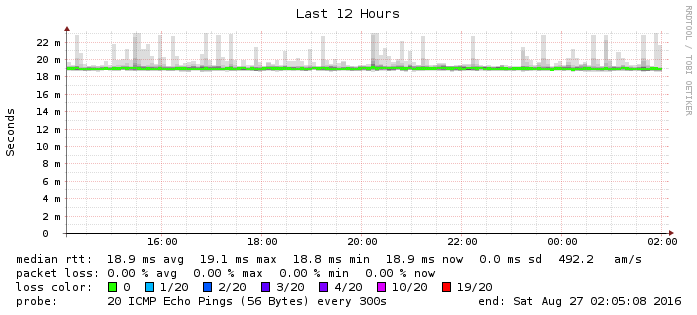 Last 12 Hours
RRDTOOL / TOBI OETIKER
Seconds
22 m
20 m
18 m
16 m
14 m
12 m
10 m
8 m
6 m
4 m
2 m
0
16:00 18:00 20:00 22:00 00:00 02:00
median rtt: 18.9 ms avg 19.1 ms max 18.8 ms min 18.9 ms now 0.0 ms sd 492.2 am/s
packet loss: 0.00 % avg 0.00 % max 0.00 % min 0.00 % now
loss color: 0 1/20 2/20 3/20 4/20 10/20 19/20
probe: 20 ICMP Echo Pings (56 Bytes) every 300s end: Sat Aug 27 02:05:08 2016